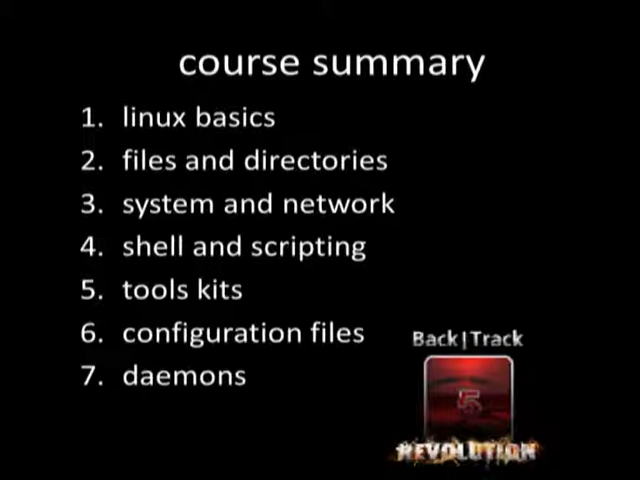 course summary
1. linux basics
2. files and directories
3. system and network
4. shell and scripting
5. tools kits
6. configuration files
7. daemons
Back|Track
5
REVOLUTION